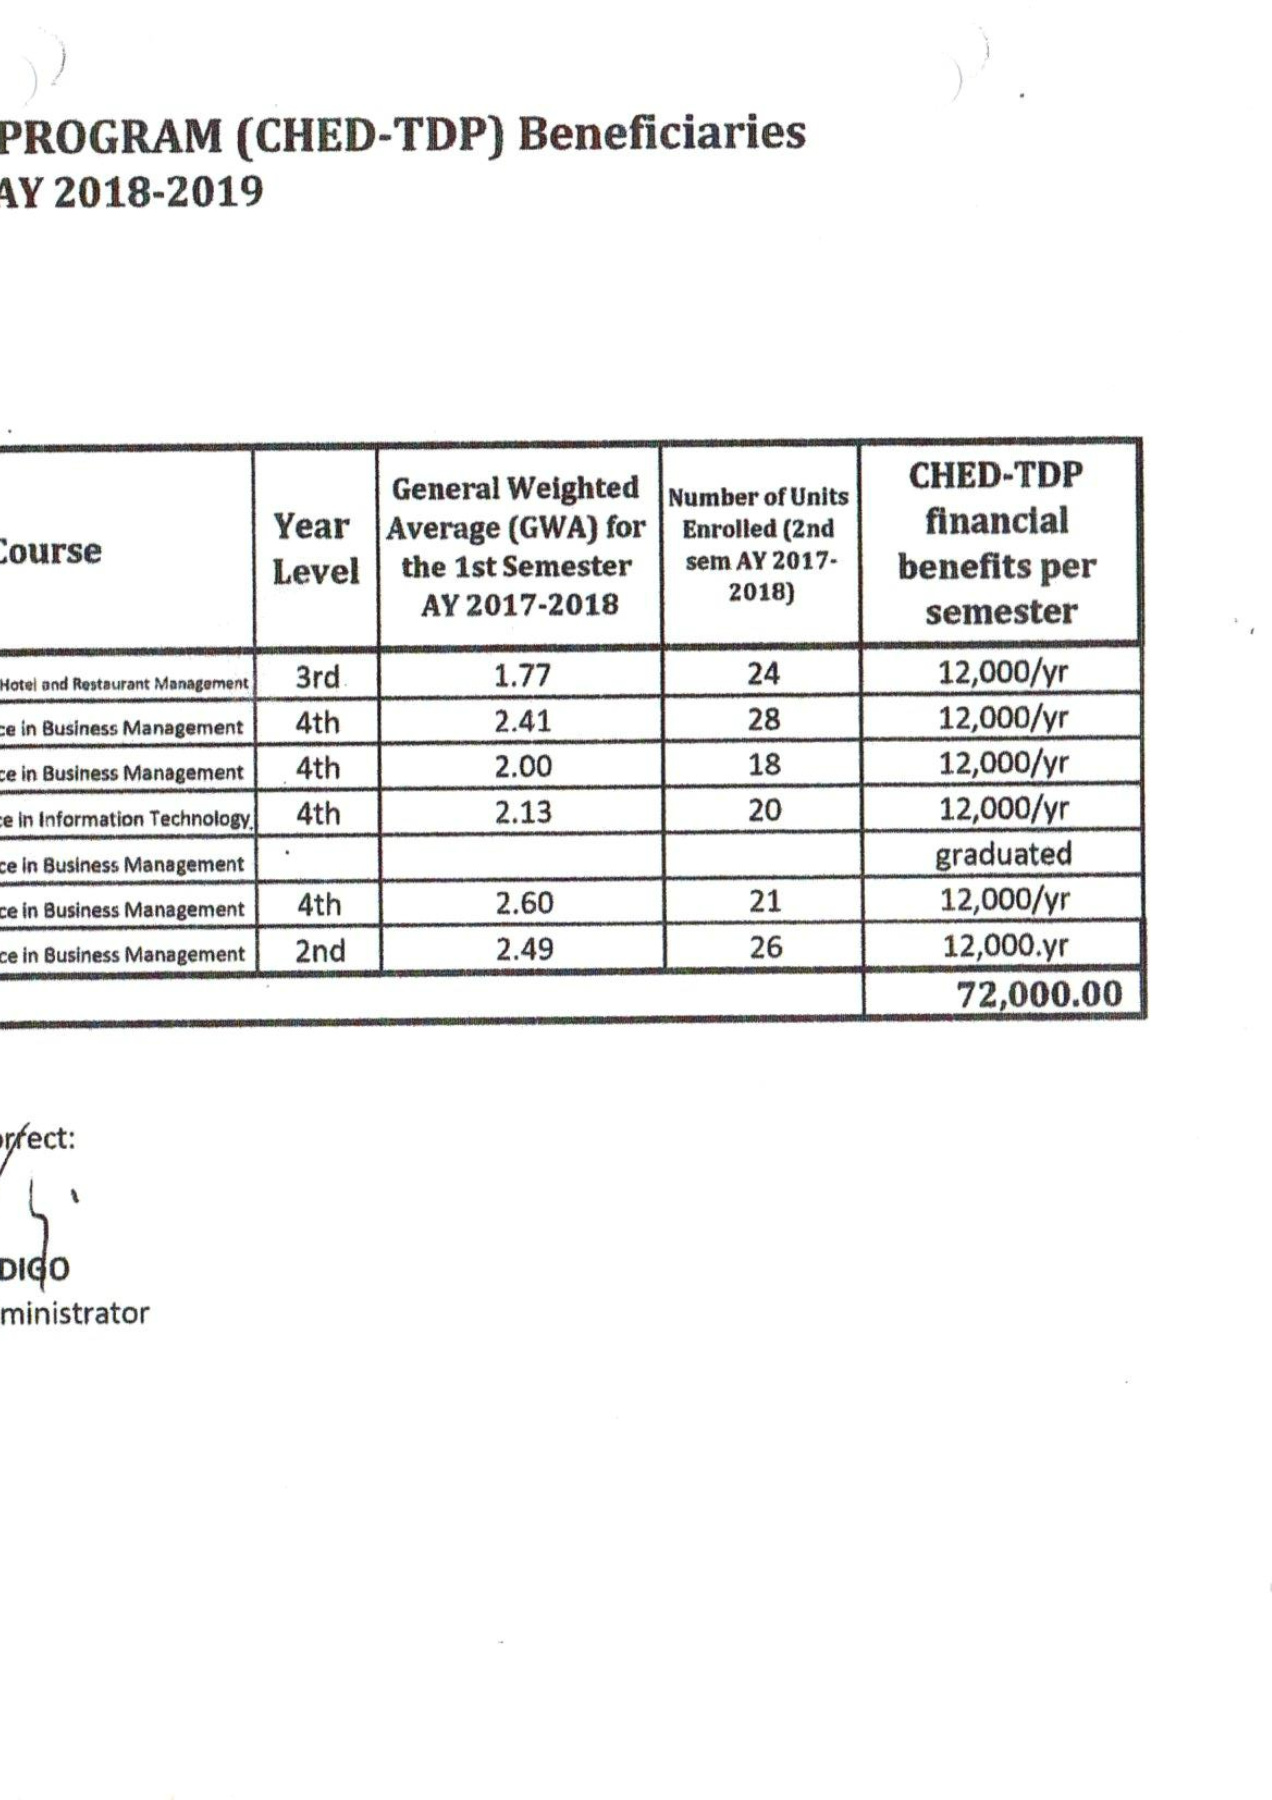 PROGRAM (CHED-TDP) Beneficiaries
AY 2018-2019
Course
Year Level
General Weighted Average (GWA) for the 1st Semester AY 2017-2018
Number of Units Enrolled (2nd sem AY 2017-2018)
CHED-TDP financial benefits per semester
Hotel and Restaurant Management 3rd 1.77 24 12,000/yr
ce in Business Management 4th 2.41 28 12,000/yr
ce in Business Management 4th 2.00 18 12,000/yr
ce in Information Technology 4th 2.13 20 12,000/yr
ce in Business Management graduated
ce in Business Management 4th 2.60 21 12,000/yr
ce in Business Management 2nd 2.49 26 12,000.yr
72,000.00
orrect:
DIGO
ministrator